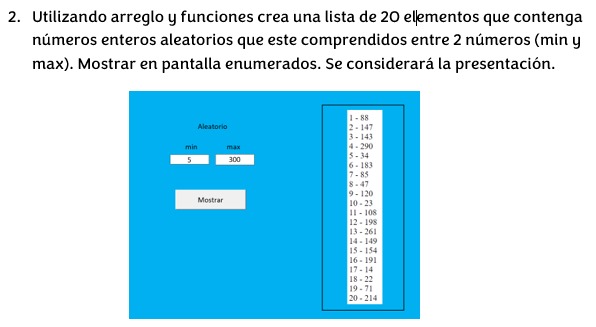 2. Utilizando arreglo y funciones crea una lista de 20 elementos que contenga
números enteros aleatorios que este comprendidos entre 2 números (min y
max). Mostrar en pantalla enumerados. Se considerará la presentación.
Aleatorio
min max
5 300
Mostrar
1 - 88
2 - 147
3 - 143
4 - 290
5 - 34
6 - 183
7 - 85
8 - 47
9 - 120
10 - 23
11 - 108
12 - 198
13 - 261
14 - 149
15 - 154
16 - 191
17 - 14
18 - 22
19 - 71
20 - 214